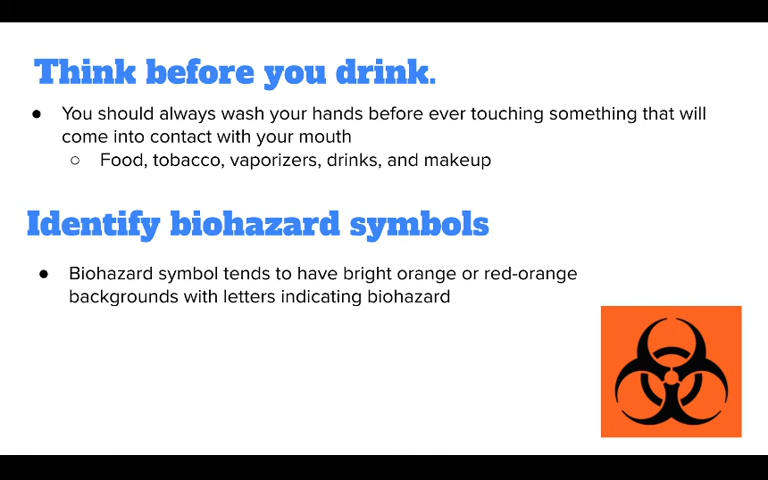 Think before you drink.
● You should always wash your hands before ever touching something that will
come into contact with your mouth
○ Food, tobacco, vaporizers, drinks, and makeup
Identify biohazard symbols
● Biohazard symbol tends to have bright orange or red-orange
backgrounds with letters indicating biohazard